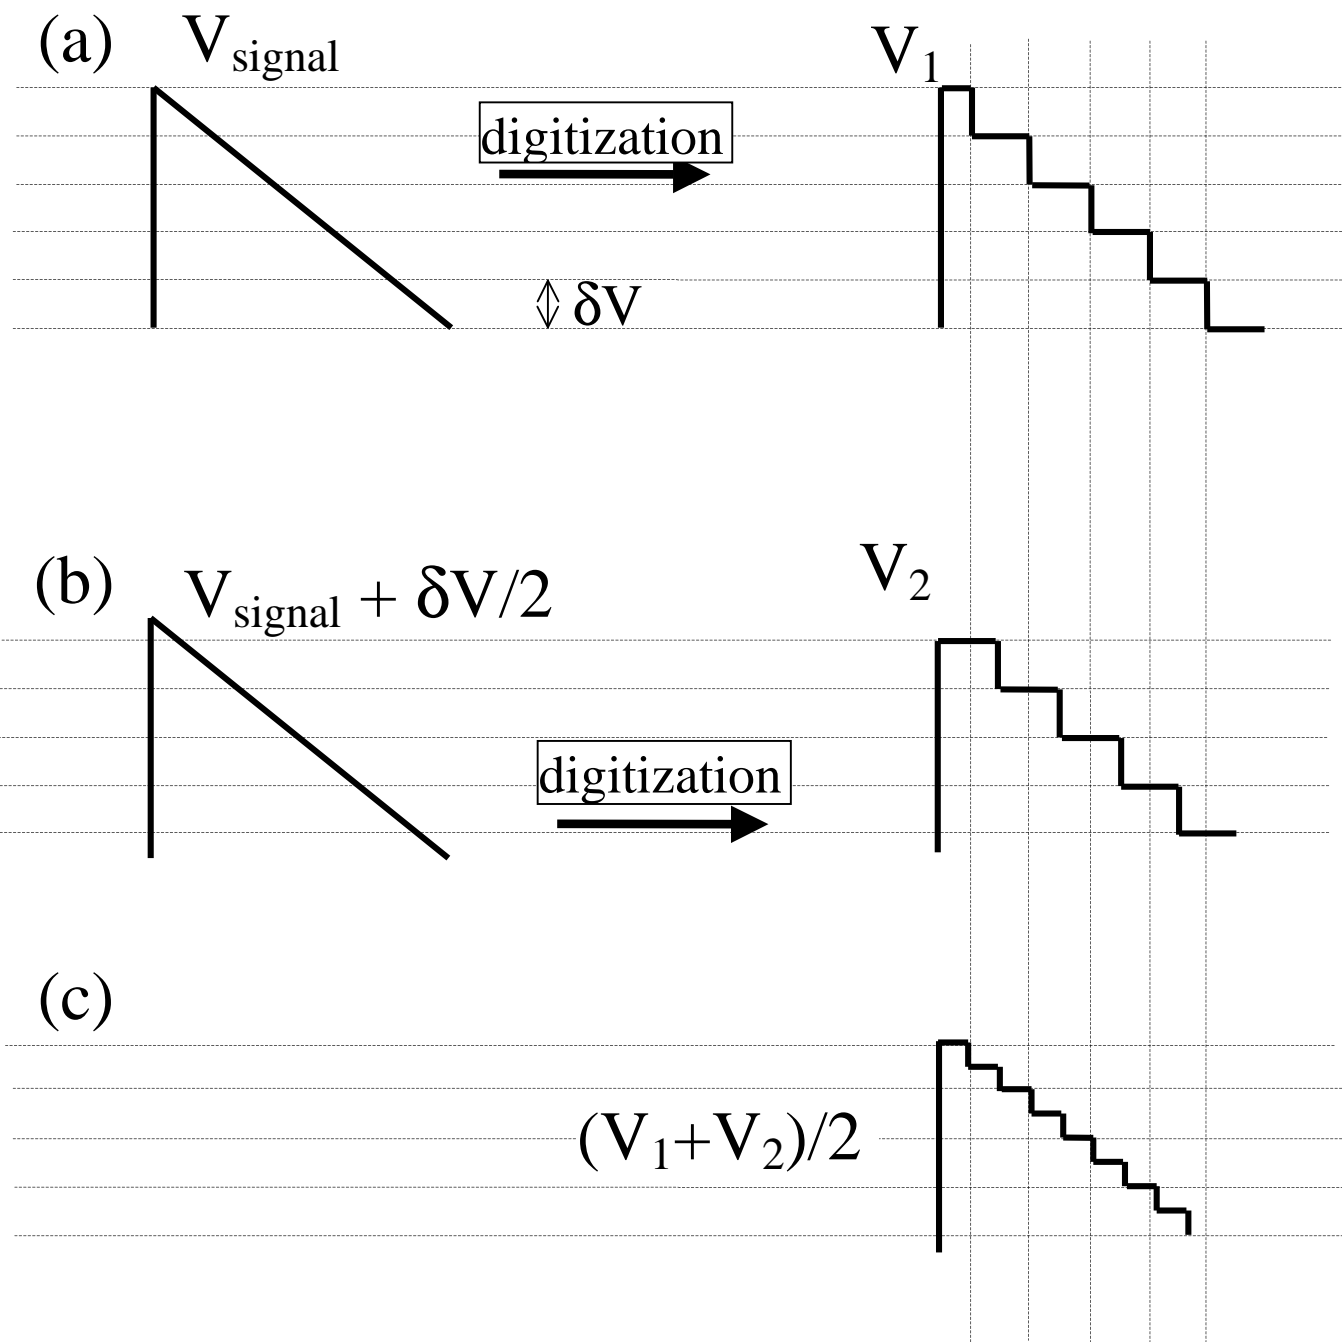 (a) V_signal V_1
digitization
δV
(b) V_signal + δV/2 V_2
digitization
(c)
(V_1+V_2)/2